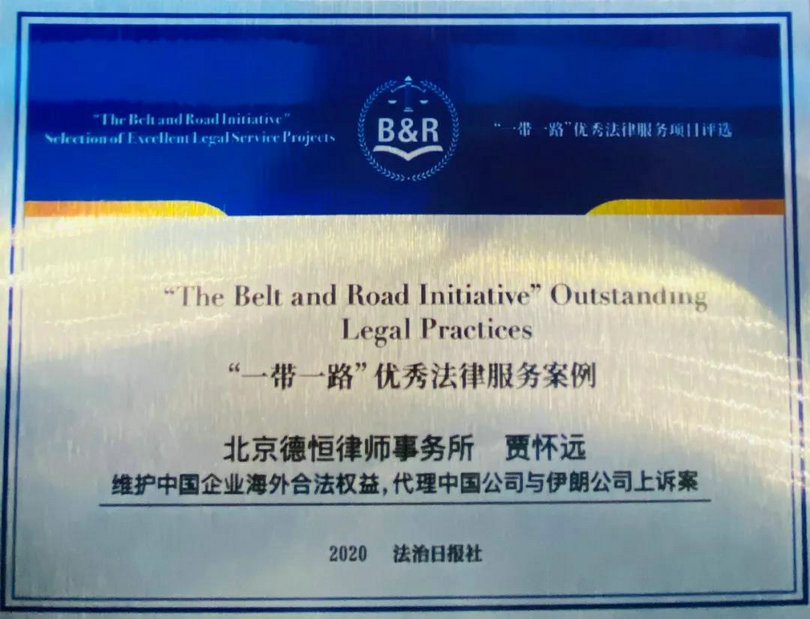 “The Belt and Road Initiative”
Selection of Excellent Legal Service Projects
B&R
“一带一路”优秀法律服务项目评选
“The Belt and Road Initiative” Outstanding
Legal Practices
“一带一路”优秀法律服务案例
北京德恒律师事务所 贾怀远
维护中国企业海外合法权益,代理中国公司与伊朗公司上诉案
2020 法治日报社